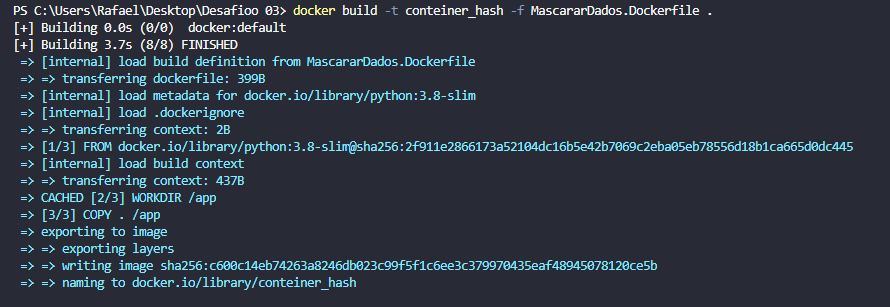 PS C:\Users\Rafael\Desktop\Desafioo 03> docker build -t conteiner_hash -f MascararDados.Dockerfile .
[+] Building 0.0s (0/0)  docker:default
[+] Building 3.7s (8/8) FINISHED
=> [internal] load build definition from MascararDados.Dockerfile
=> => transferring dockerfile: 399B
=> [internal] load metadata for docker.io/library/python:3.8-slim
=> [internal] load .dockerignore
=> => transferring context: 2B
=> [1/3] FROM docker.io/library/python:3.8-slim@sha256:2f911e2866173a52104dc16b5e42b7069c2eba05eb78556d18b1ca665d0dc445
=> [internal] load build context
=> => transferring context: 437B
=> CACHED [2/3] WORKDIR /app
=> [3/3] COPY . /app
=> exporting to image
=> => exporting layers
=> => writing image sha256:c600c14eb74263a8246db023c99f5f1c6ee3c379970435eaf48945078120ce5b
=> => naming to docker.io/library/conteiner_hash